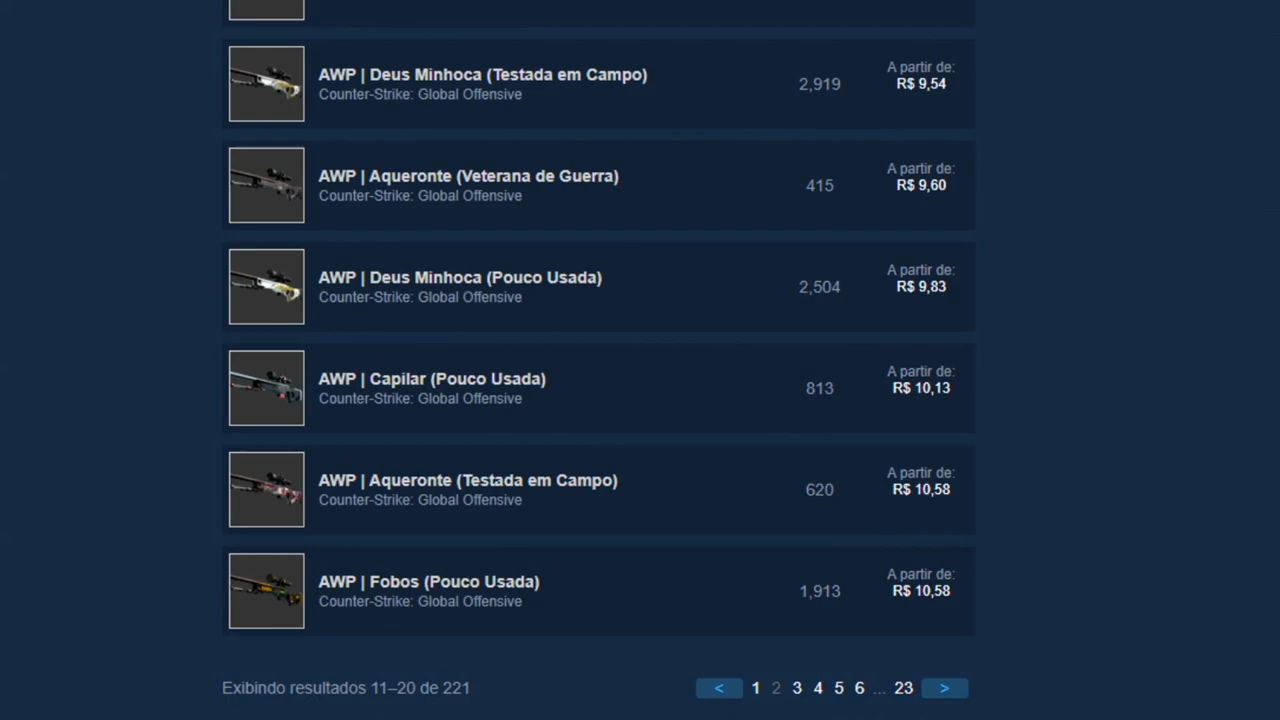 AWP | Deus Minhoca (Testada em Campo)
Counter-Strike: Global Offensive
2,919
A partir de:
R$ 9,54
AWP | Aqueronte (Veterana de Guerra)
Counter-Strike: Global Offensive
415
A partir de:
R$ 9,60
AWP | Deus Minhoca (Pouco Usada)
Counter-Strike: Global Offensive
2,504
A partir de:
R$ 9,83
AWP | Capilar (Pouco Usada)
Counter-Strike: Global Offensive
813
A partir de:
R$ 10,13
AWP | Aqueronte (Testada em Campo)
Counter-Strike: Global Offensive
620
A partir de:
R$ 10,58
AWP | Fobos (Pouco Usada)
Counter-Strike: Global Offensive
1,913
A partir de:
R$ 10,58
Exibindo resultados 11–20 de 221
< 1 2 3 4 5 6 ... 23 >